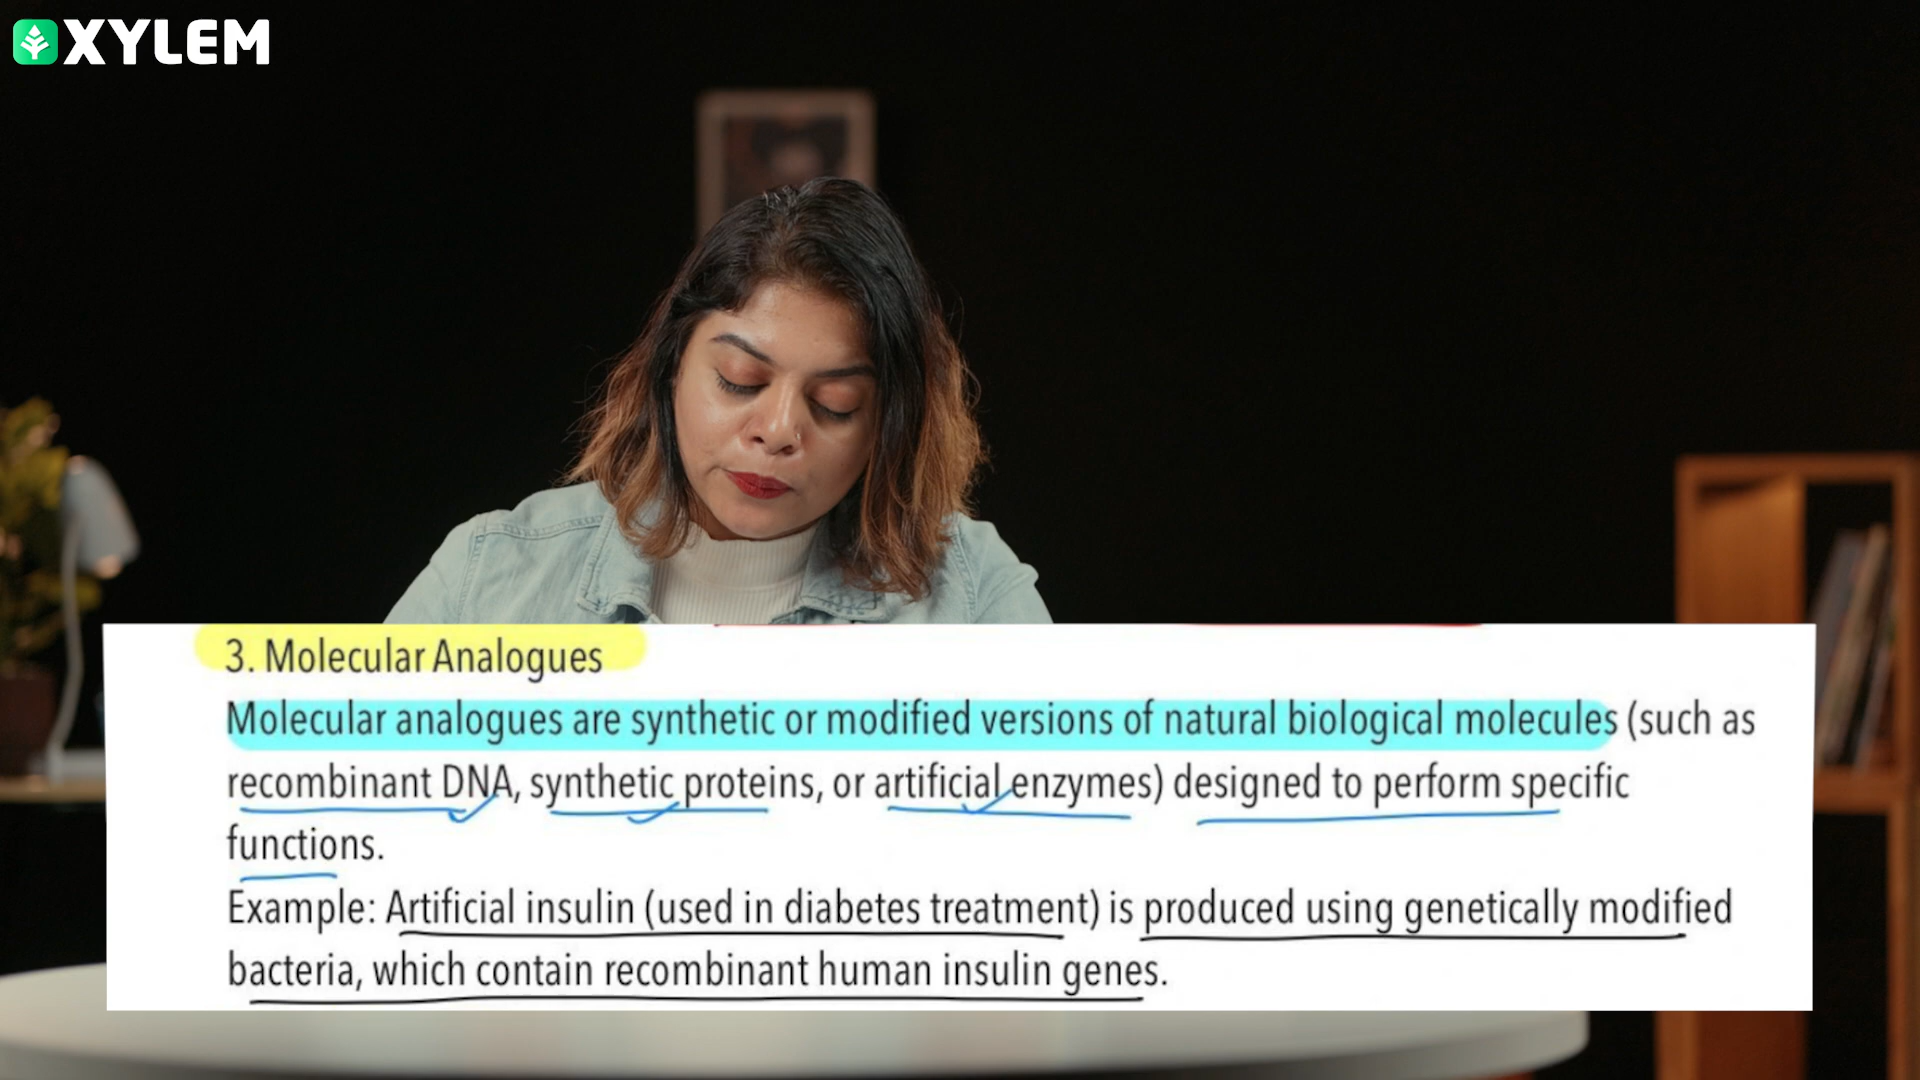 XYLEM
3. Molecular Analogues
Molecular analogues are synthetic or modified versions of natural biological molecules (such as
recombinant DNA, synthetic proteins, or artificial enzymes) designed to perform specific
functions.
Example: Artificial insulin (used in diabetes treatment) is produced using genetically modified
bacteria, which contain recombinant human insulin genes.